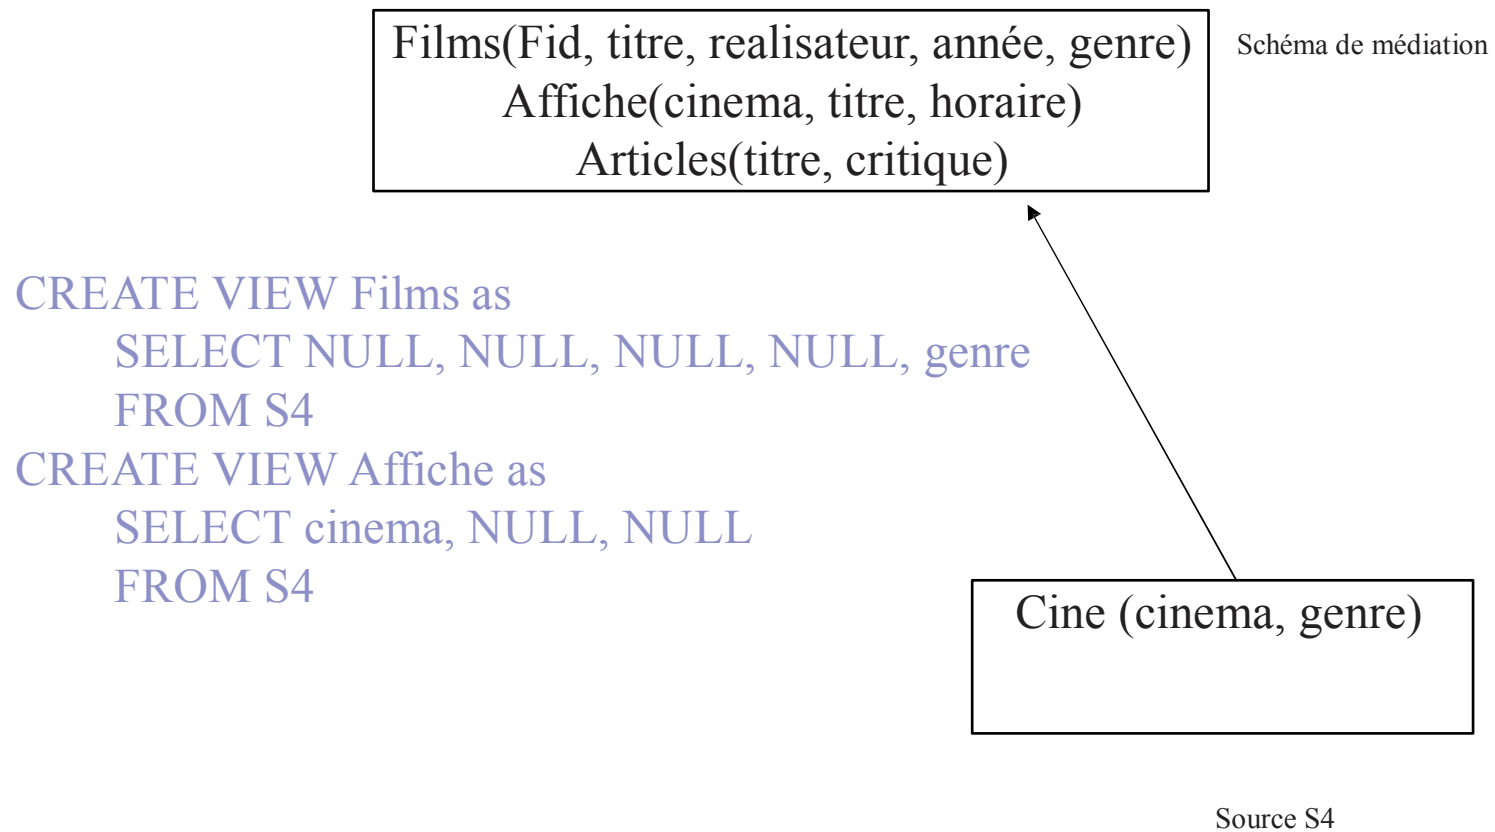 Films(Fid, titre, realisateur, année, genre)
Affiche(cinema, titre, horaire)
Articles(titre, critique)
Schéma de médiation
CREATE VIEW Films as
SELECT NULL, NULL, NULL, NULL, genre
FROM S4
CREATE VIEW Affiche as
SELECT cinema, NULL, NULL
FROM S4
Cine (cinema, genre)
Source S4